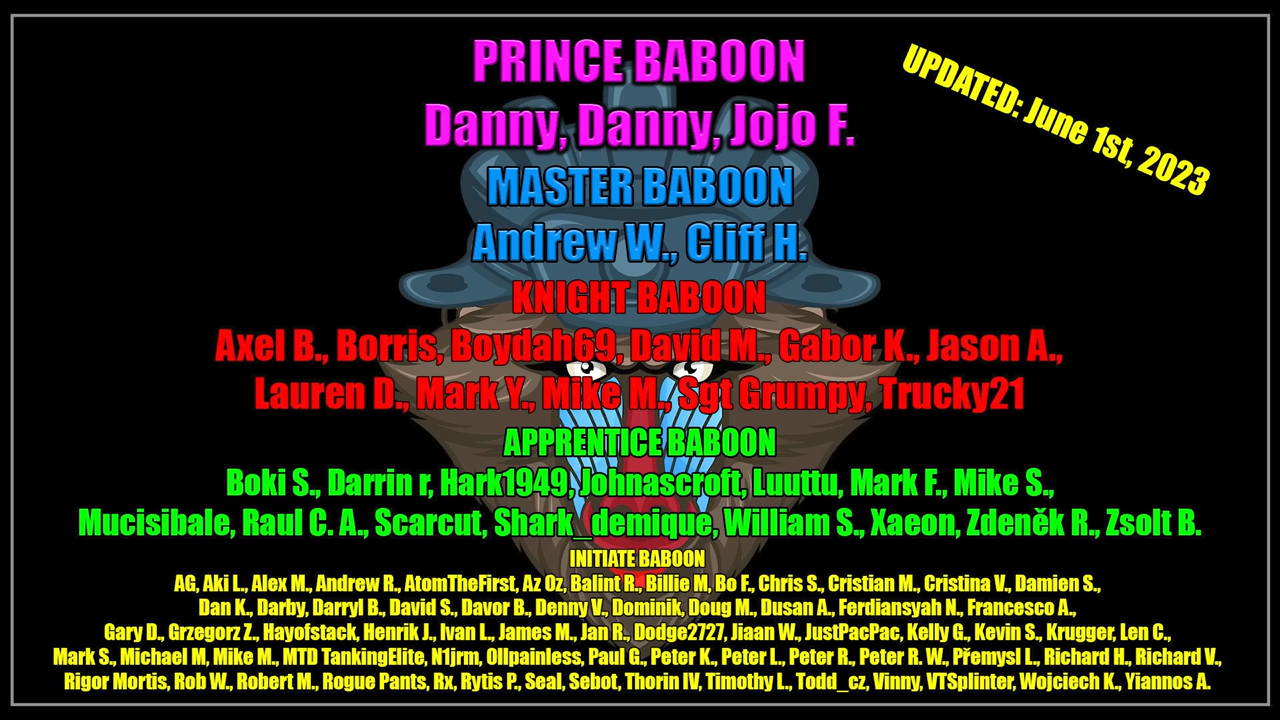 PRINCE BABOON
Danny, Danny, Jojo F.
UPDATED: June 1st, 2023
MASTER BABOON
Andrew W., Cliff H.
KNIGHT BABOON
Axel B., Borris, Boydah69, David M., Gabor K., Jason A.,
Lauren D., Mark Y., Mike M., Sgt Grumpy, Trucky21
APPRENTICE BABOON
Boki S., Darrin r, Hark1949, Johnascroft, Luuttu, Mark F., Mike S.,
Mucisibale, Raul C. A., Scarcut, Shark_demique, William S., Xaeon, Zdeněk R., Zsolt B.
INITIATE BABOON
AG, Aki L., Alex M., Andrew R., AtomTheFirst, Az Oz, Balint R., Billie M, Bo F., Chris S., Cristian M., Cristina V., Damien S.,
Dan K., Darby, Darryl B., David S., Davor B., Denny V., Dominik, Doug M., Dusan A., Ferdiansyah N., Francesco A.,
Gary D., Grzegorz Z., Hayofstack, Henrik J., Ivan L., James M., Jan R., Dodge2727, Jiaan W., JustPacPac, Kelly G., Kevin S., Krugger, Len C.,
Mark S., Michael M, Mike M., MTD TankingElite, N1jrm, Ollpainless, Paul G., Peter K., Peter L., Peter R., Peter R. W., Přemysl L., Richard H., Richard V.,
Rigor Mortis, Rob W., Robert M., Rogue Pants, Rx, Rytis P., Seal, Sebot, Thorin IV, Timothy L., Todd_cz, Vinny, VTSplinter, Wojciech K., Yiannos A.